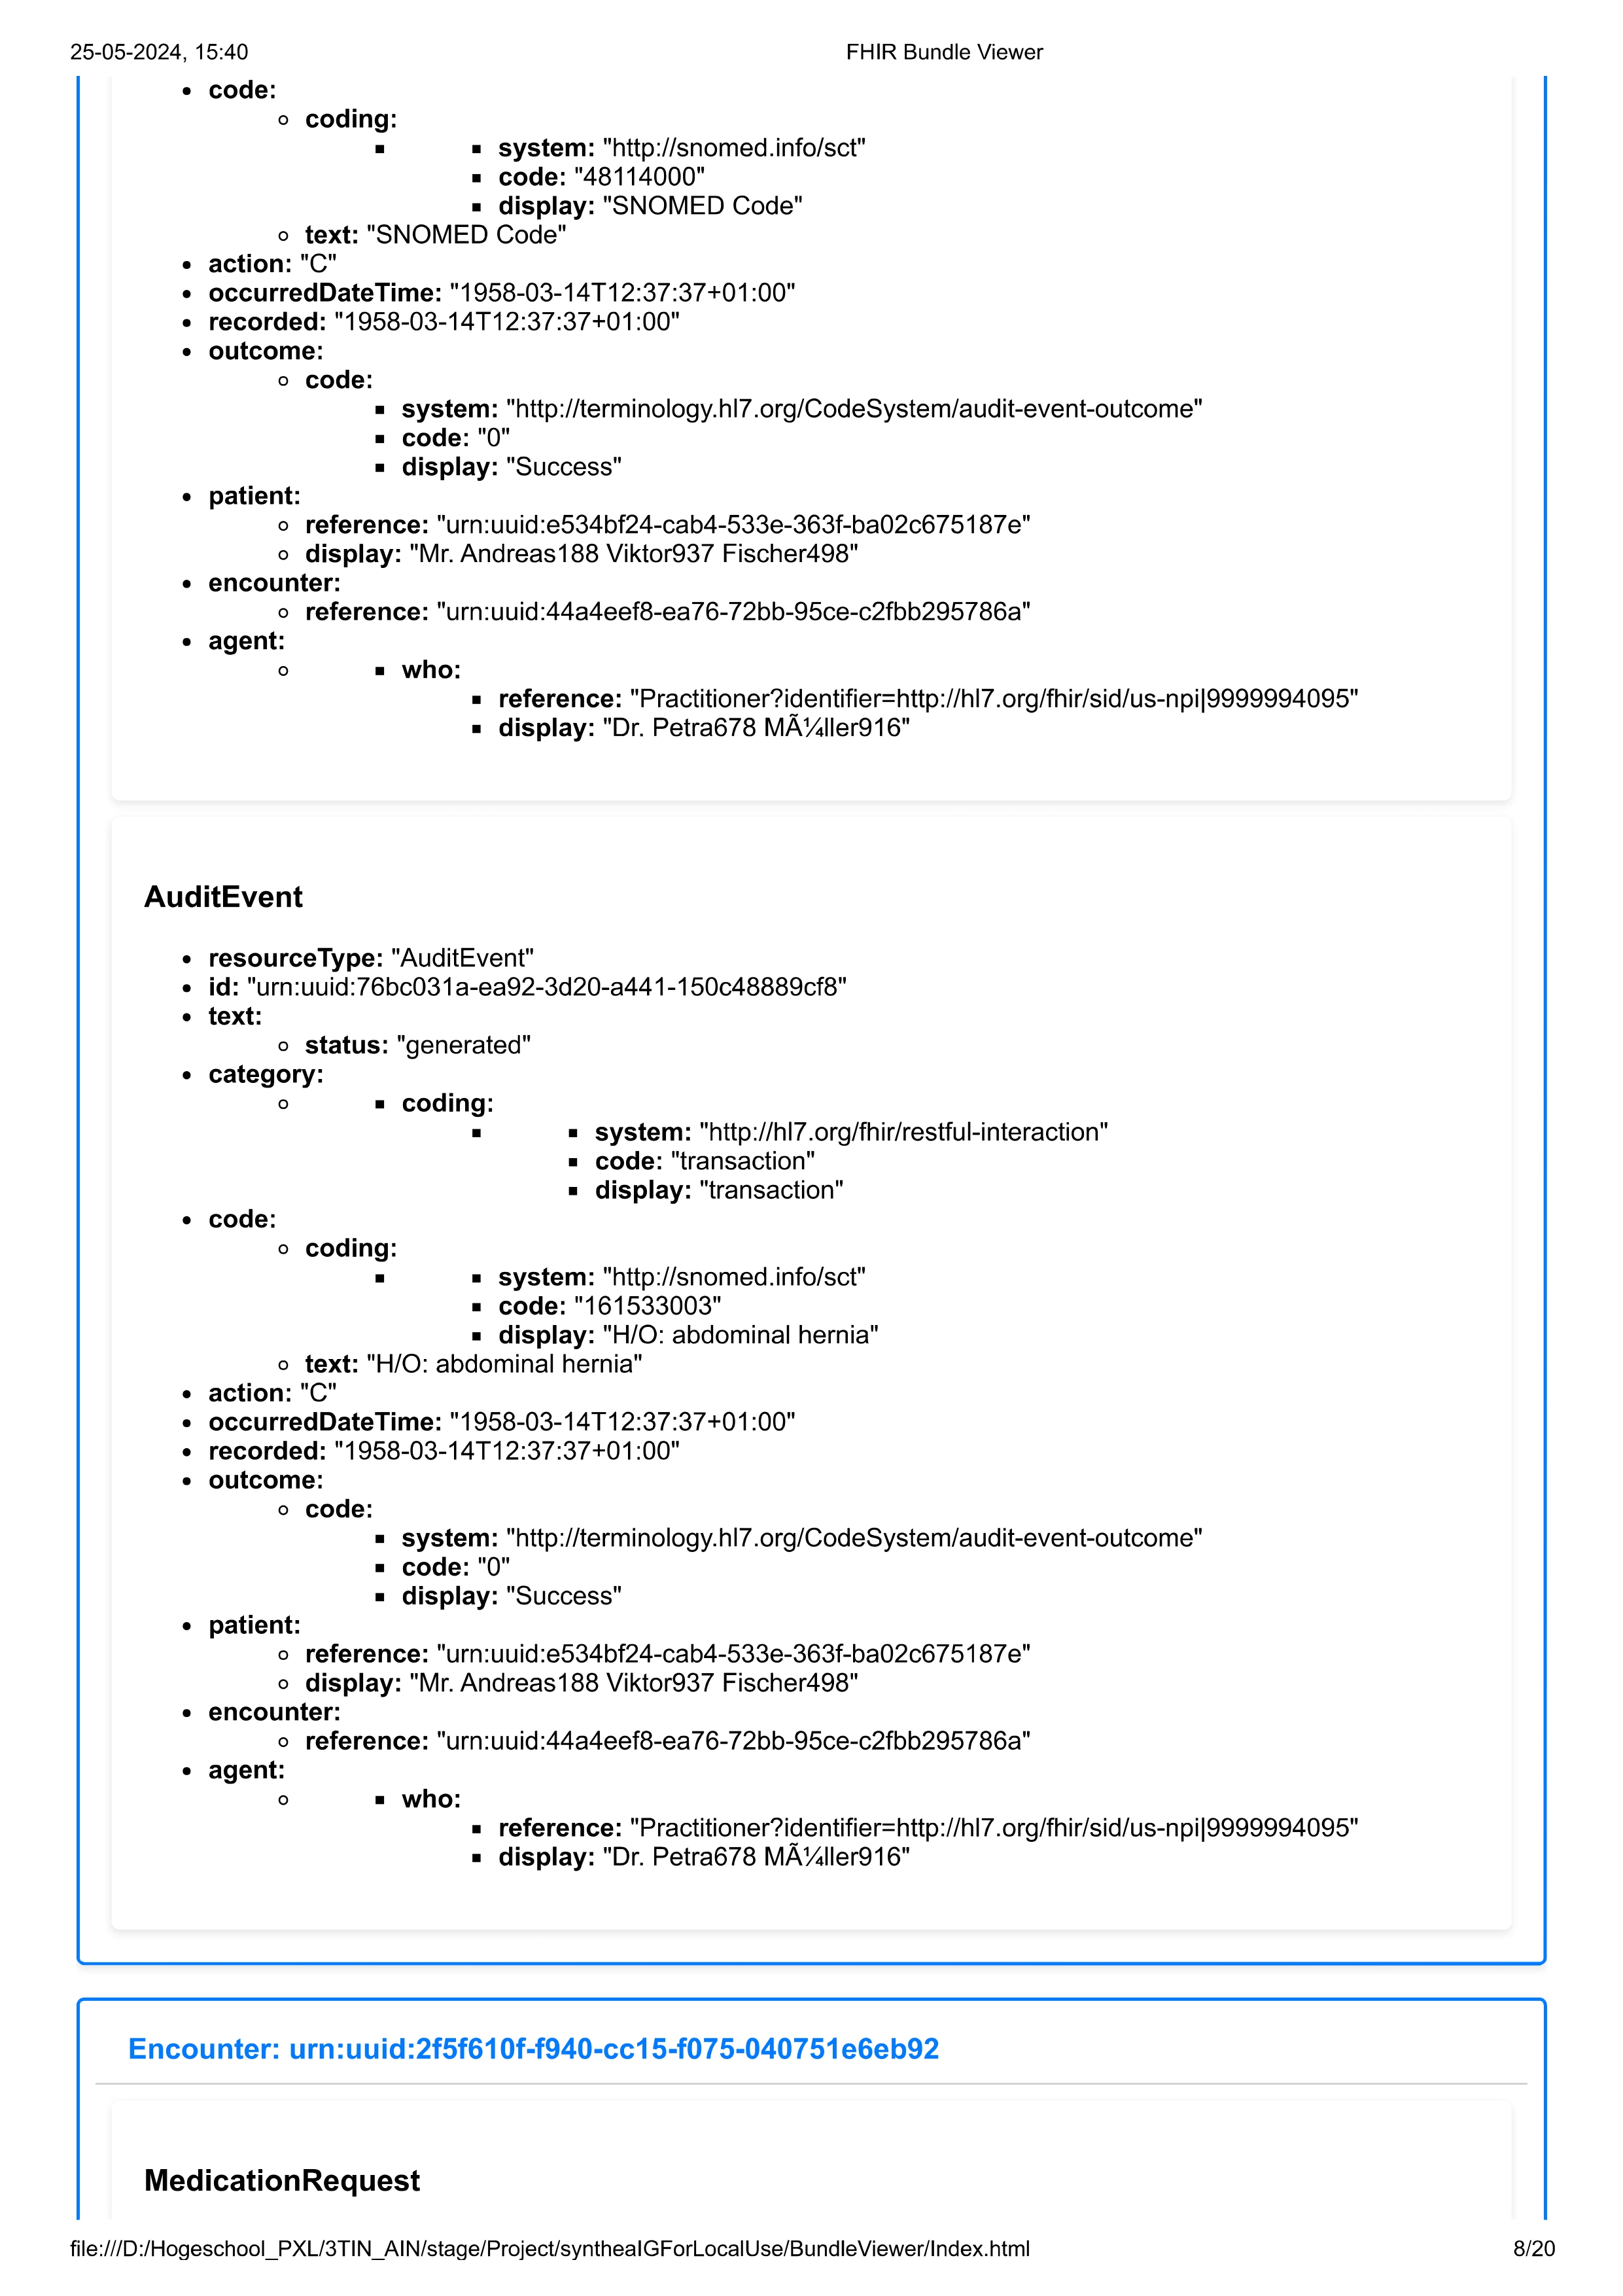 25-05-2024, 15:40
FHIR Bundle Viewer
code:
coding:
system: "http://snomed.info/sct"
code: "48114000"
display: "SNOMED Code"
text: "SNOMED Code"
action: "C"
occurredDateTime: "1958-03-14T12:37:37+01:00"
recorded: "1958-03-14T12:37:37+01:00"
outcome:
code:
system: "http://terminology.hl7.org/CodeSystem/audit-event-outcome"
code: "0"
display: "Success"
patient:
reference: "urn:uuid:e534bf24-cab4-533e-363f-ba02c675187e"
display: "Mr. Andreas188 Viktor937 Fischer498"
encounter:
reference: "urn:uuid:44a4eef8-ea76-72bb-95ce-c2fbb295786a"
agent:
who:
reference: "Practitioner?identifier=http://hl7.org/fhir/sid/us-npi|9999994095"
display: "Dr. Petra678 MÃ¼ller916"
AuditEvent
resourceType: "AuditEvent"
id: "urn:uuid:76bc031a-ea92-3d20-a441-150c48889cf8"
text:
status: "generated"
category:
coding:
system: "http://hl7.org/fhir/restful-interaction"
code: "transaction"
display: "transaction"
code:
coding:
system: "http://snomed.info/sct"
code: "161533003"
display: "H/O: abdominal hernia"
text: "H/O: abdominal hernia"
action: "C"
occurredDateTime: "1958-03-14T12:37:37+01:00"
recorded: "1958-03-14T12:37:37+01:00"
outcome:
code:
system: "http://terminology.hl7.org/CodeSystem/audit-event-outcome"
code: "0"
display: "Success"
patient:
reference: "urn:uuid:e534bf24-cab4-533e-363f-ba02c675187e"
display: "Mr. Andreas188 Viktor937 Fischer498"
encounter:
reference: "urn:uuid:44a4eef8-ea76-72bb-95ce-c2fbb295786a"
agent:
who:
reference: "Practitioner?identifier=http://hl7.org/fhir/sid/us-npi|9999994095"
display: "Dr. Petra678 MÃ¼ller916"
Encounter: urn:uuid:2f5f610f-f940-cc15-f075-040751e6eb92
MedicationRequest
file:///D:/Hogeschool_PXL/3TIN_AIN/stage/Project/syntheaIGForLocalUse/BundleViewer/Index.html
8/20